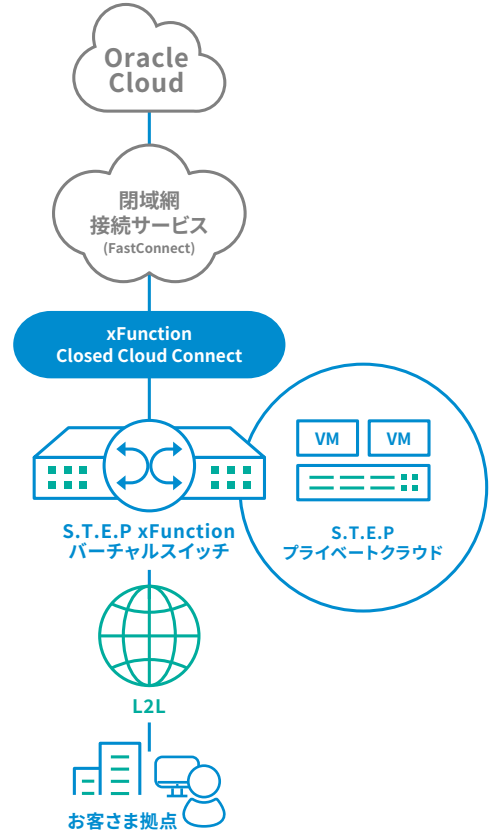 Oracle
Cloud
閉域網
接続サービス
(FastConnect)
xFunction
Closed Cloud Connect
VM
VM
S.T.E.P xFunction
バーチャルスイッチ
S.T.E.P
プライベートクラウド
L2L
お客さま拠点